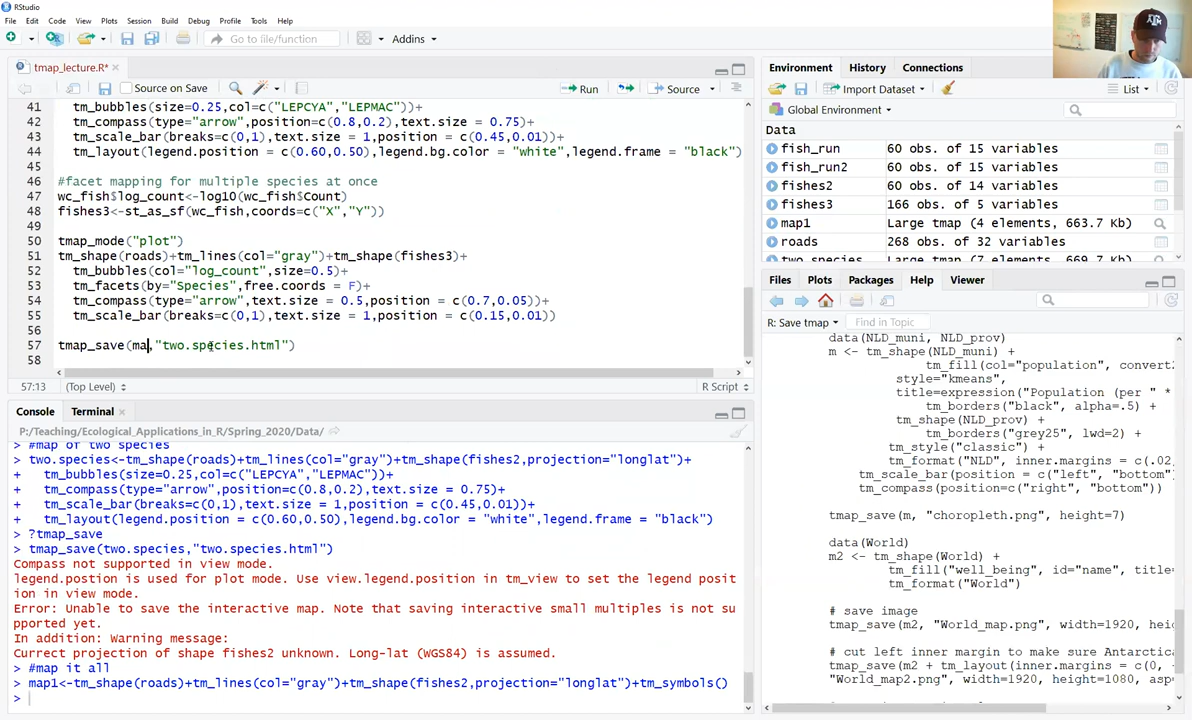 RStudio
File Edit Code View Plots Session Build Debug Profile Tools Help
Go to file/function Addins
tmap_lecture.R*
Source on Save Run Source
41 tm_bubbles(size=0.25,col=c("LEPCYA","LEPMAC"))+
42 tm_compass(type="arrow",position=c(0.8,0.2),text.size = 0.75)+
43 tm_scale_bar(breaks=c(0,1),text.size = 1,position = c(0.45,0.01))+
44 tm_layout(legend.position = c(0.60,0.50),legend.bg.color = "white",legend.frame = "black")
45
46 #facet mapping for multiple species at once
47 wc_fish$log_count<-log10(wc_fish$Count)
48 fishes3<-st_as_sf(wc_fish,coords=c("X","Y"))
49
50 tmap_mode("plot")
51 tm_shape(roads)+tm_lines(col="gray")+tm_shape(fishes3)+
52 tm_bubbles(col="log_count",size=0.5)+
53 tm_facets(by="Species",free.coords = F)+
54 tm_compass(type="arrow",text.size = 0.5,position = c(0.7,0.05))+
55 tm_scale_bar(breaks=c(0,1),text.size = 1,position = c(0.15,0.01))
56
57 tmap_save(ma,"two.species.html")
58
57:13 (Top Level) R Script
Console Terminal
P:/Teaching/Ecological_Applications_in_R/Spring_2020/Data/
> #map of two species
> two.species<-tm_shape(roads)+tm_lines(col="gray")+tm_shape(fishes2,projection="longlat")+
+ tm_bubbles(size=0.25,col=c("LEPCYA","LEPMAC"))+
+ tm_compass(type="arrow",position=c(0.8,0.2),text.size = 0.75)+
+ tm_scale_bar(breaks=c(0,1),text.size = 1,position = c(0.45,0.01))+
+ tm_layout(legend.position = c(0.60,0.50),legend.bg.color = "white",legend.frame = "black")
> ?tmap_save
> tmap_save(two.species,"two.species.html")
Compass not supported in view mode.
legend.postion is used for plot mode. Use view.legend.position in tm_view to set the legend posit
ion in view mode.
Error: Unable to save the interactive map. Note that saving interactive small multiples is not su
pported yet.
In addition: Warning message:
Currect projection of shape fishes2 unknown. Long-lat (WGS84) is assumed.
> #map it all
> map1<-tm_shape(roads)+tm_lines(col="gray")+tm_shape(fishes2,projection="longlat")+tm_symbols()
>
Environment History Connections
Import Dataset List
Global Environment
Data
fish_run 60 obs. of 15 variables
fish_run2 60 obs. of 15 variables
fishes2 60 obs. of 14 variables
fishes3 166 obs. of 5 variables
map1 Large tmap (4 elements, 663.7 Kb)
roads 268 obs. of 32 variables
two.species Large tmap (7 elements, 669.7 Kb)
Files Plots Packages Help Viewer
R: Save tmap Find in Topic
data(NLD_muni, NLD_prov)
m <- tm_shape(NLD_muni) +
tm_fill(col="population", convert2
style="kmeans",
title=expression("Population (per " *
tm_borders("black", alpha=.5) +
tm_shape(NLD_prov) +
tm_borders("grey25", lwd=2) +
tm_style("classic") +
tm_format("NLD", inner.margins = c(.02,
tm_scale_bar(position = c("left", "bottom"
tm_compass(position=c("right", "bottom"))
tmap_save(m, "choropleth.png", height=7)
data(World)
m2 <- tm_shape(World) +
tm_fill("well_being", id="name", title=
tm_format("World")
# save image
tmap_save(m2, "World_map.png", width=1920, heig
# cut left inner margin to make sure Antarctica
tmap_save(m2 + tm_layout(inner.margins = c(0, -
"World_map2.png", width=1920, height=1080, asp